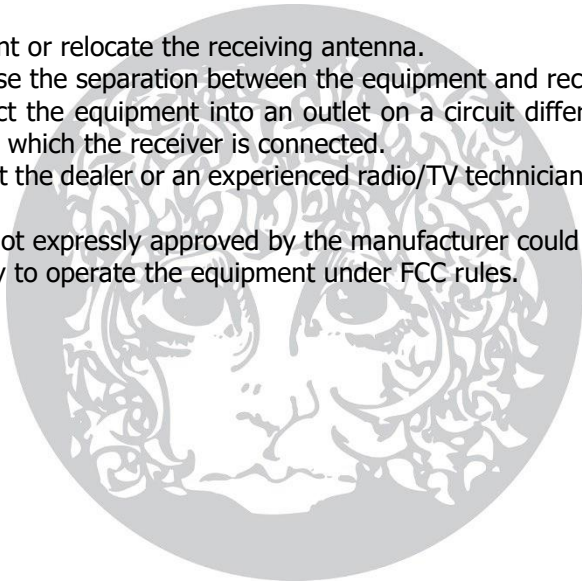 nt or relocate the receiving antenna.
se the separation between the equipment and rec
ct the equipment into an outlet on a circuit differ
which the receiver is connected.
t the dealer or an experienced radio/TV technician
ot expressly approved by the manufacturer could
y to operate the equipment under FCC rules.